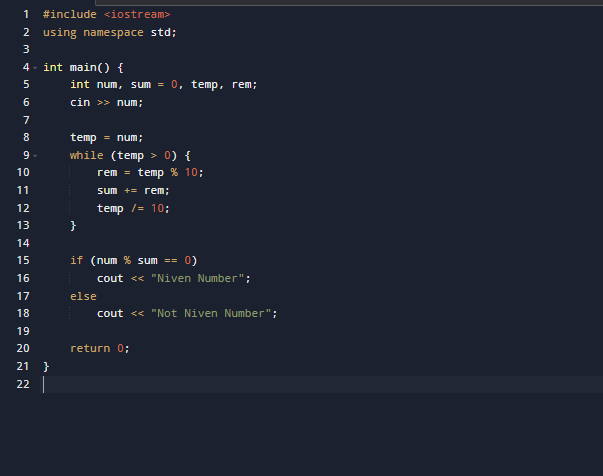 1 #include <iostream>
2 using namespace std;
3
4 int main() {
5     int num, sum = 0, temp, rem;
6     cin >> num;
7
8     temp = num;
9     while (temp > 0) {
10         rem = temp % 10;
11         sum += rem;
12         temp /= 10;
13     }
14
15     if (num % sum == 0)
16         cout << "Niven Number";
17     else
18         cout << "Not Niven Number";
19
20     return 0;
21 }
22